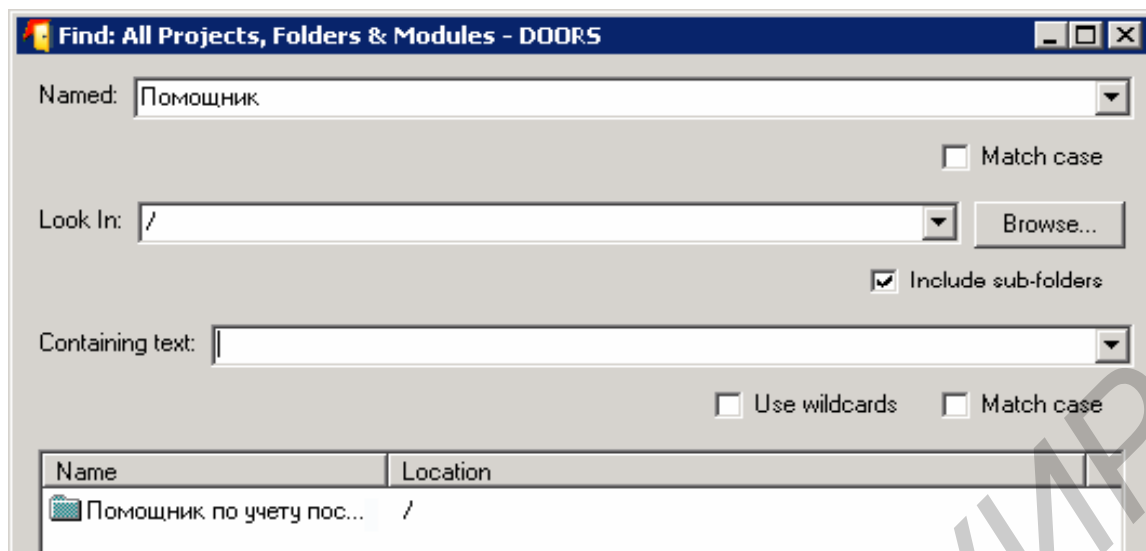 Find: All Projects, Folders & Modules - DOORS
Named: Помощник
Match case
Look In: / Browse...
Include sub-folders
Containing text:
Use wildcards Match case
Name Location
Помощник по учету пос... /